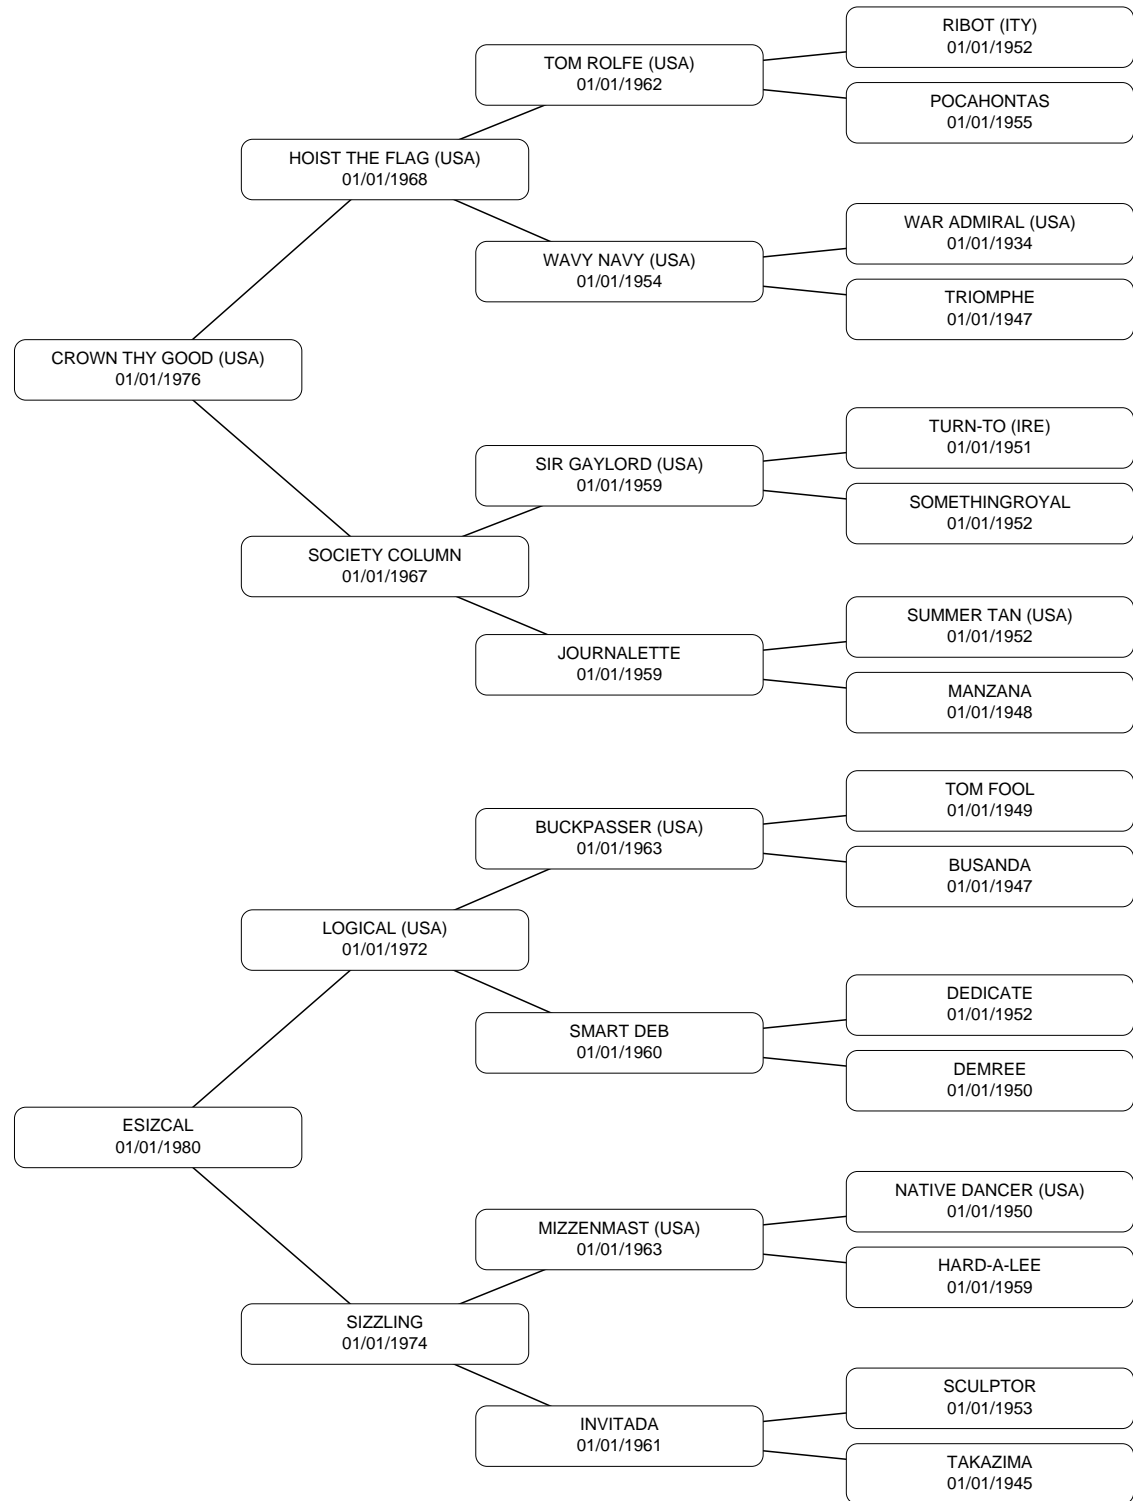 RIBOT (ITY)
01/01/1952
TOM ROLFE (USA)
01/01/1962
POCAHONTAS
01/01/1955
HOIST THE FLAG (USA)
01/01/1968
WAR ADMIRAL (USA)
01/01/1934
WAVY NAVY (USA)
01/01/1954
TRIOMPHE
01/01/1947
CROWN THY GOOD (USA)
01/01/1976
TURN-TO (IRE)
01/01/1951
SIR GAYLORD (USA)
01/01/1959
SOMETHINGROYAL
01/01/1952
SOCIETY COLUMN
01/01/1967
SUMMER TAN (USA)
01/01/1952
JOURNALETTE
01/01/1959
MANZANA
01/01/1948
TOM FOOL
01/01/1949
BUCKPASSER (USA)
01/01/1963
BUSANDA
01/01/1947
LOGICAL (USA)
01/01/1972
DEDICATE
01/01/1952
SMART DEB
01/01/1960
DEMREE
01/01/1950
ESIZCAL
01/01/1980
NATIVE DANCER (USA)
01/01/1950
MIZZENMAST (USA)
01/01/1963
HARD-A-LEE
01/01/1959
SIZZLING
01/01/1974
SCULPTOR
01/01/1953
INVITADA
01/01/1961
TAKAZIMA
01/01/1945